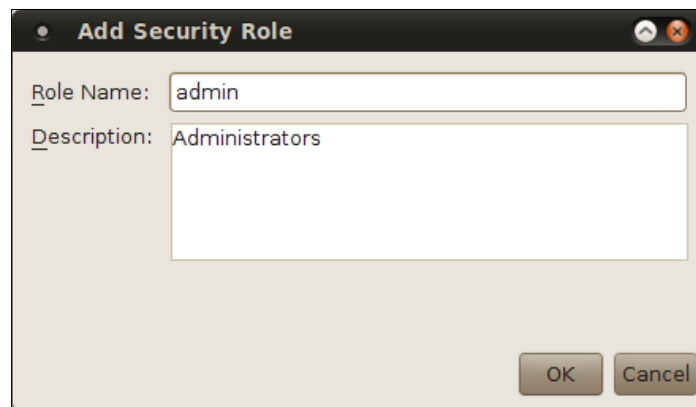 Add Security Role
Role Name: admin
Description: Administrators
OK Cancel